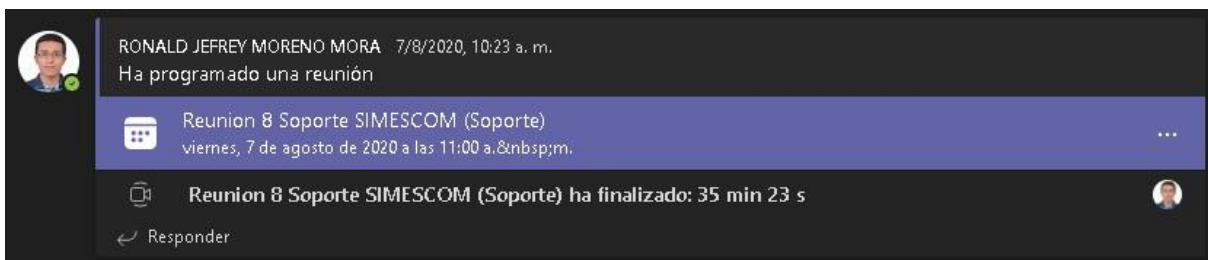 RONALD JEFREY MORENO MORA 7/8/2020, 10:23 a. m.
Ha programado una reunión
Reunion 8 Soporte SIMESCOM (Soporte)
viernes, 7 de agosto de 2020 a las 11:00 a.&nbsp;m.
Reunion 8 Soporte SIMESCOM (Soporte) ha finalizado: 35 min 23 s
Responder